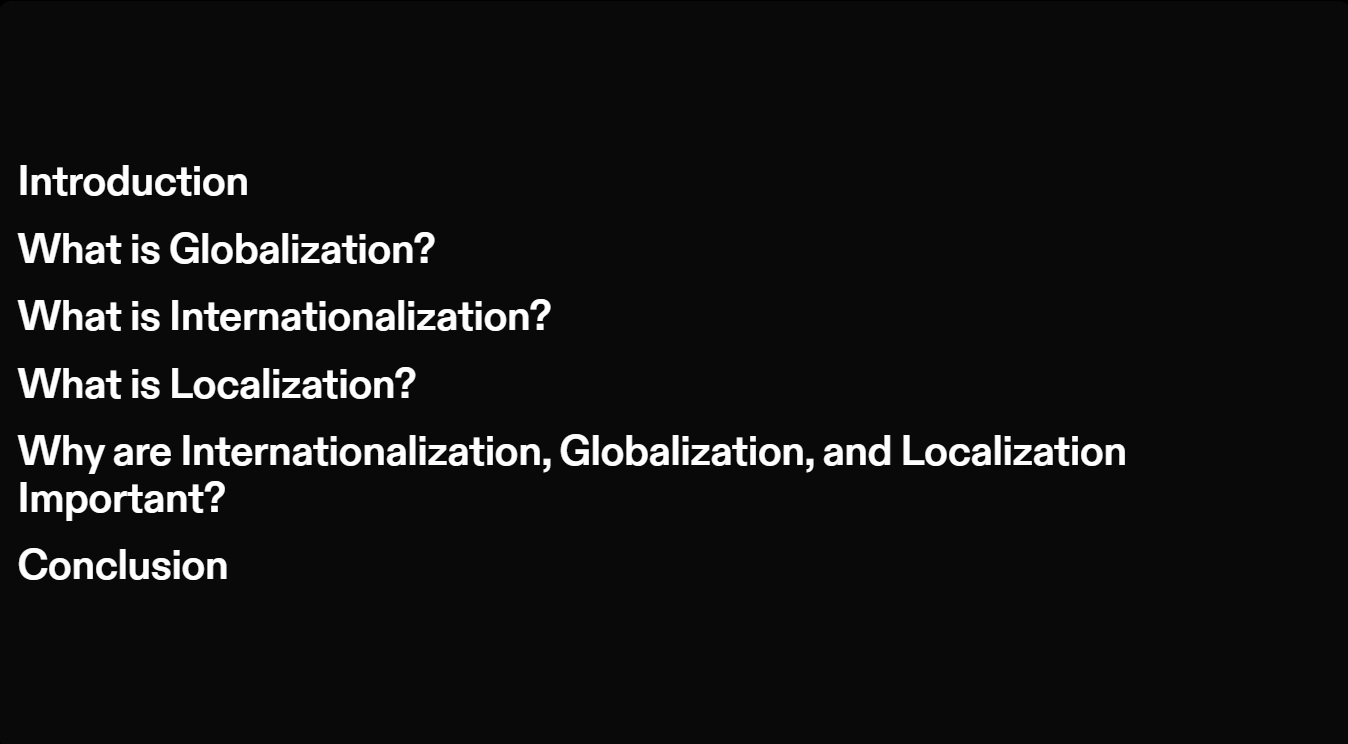 Introduction
What is Globalization?
What is Internationalization?
What is Localization?
Why are Internationalization, Globalization, and Localization
Important?
Conclusion